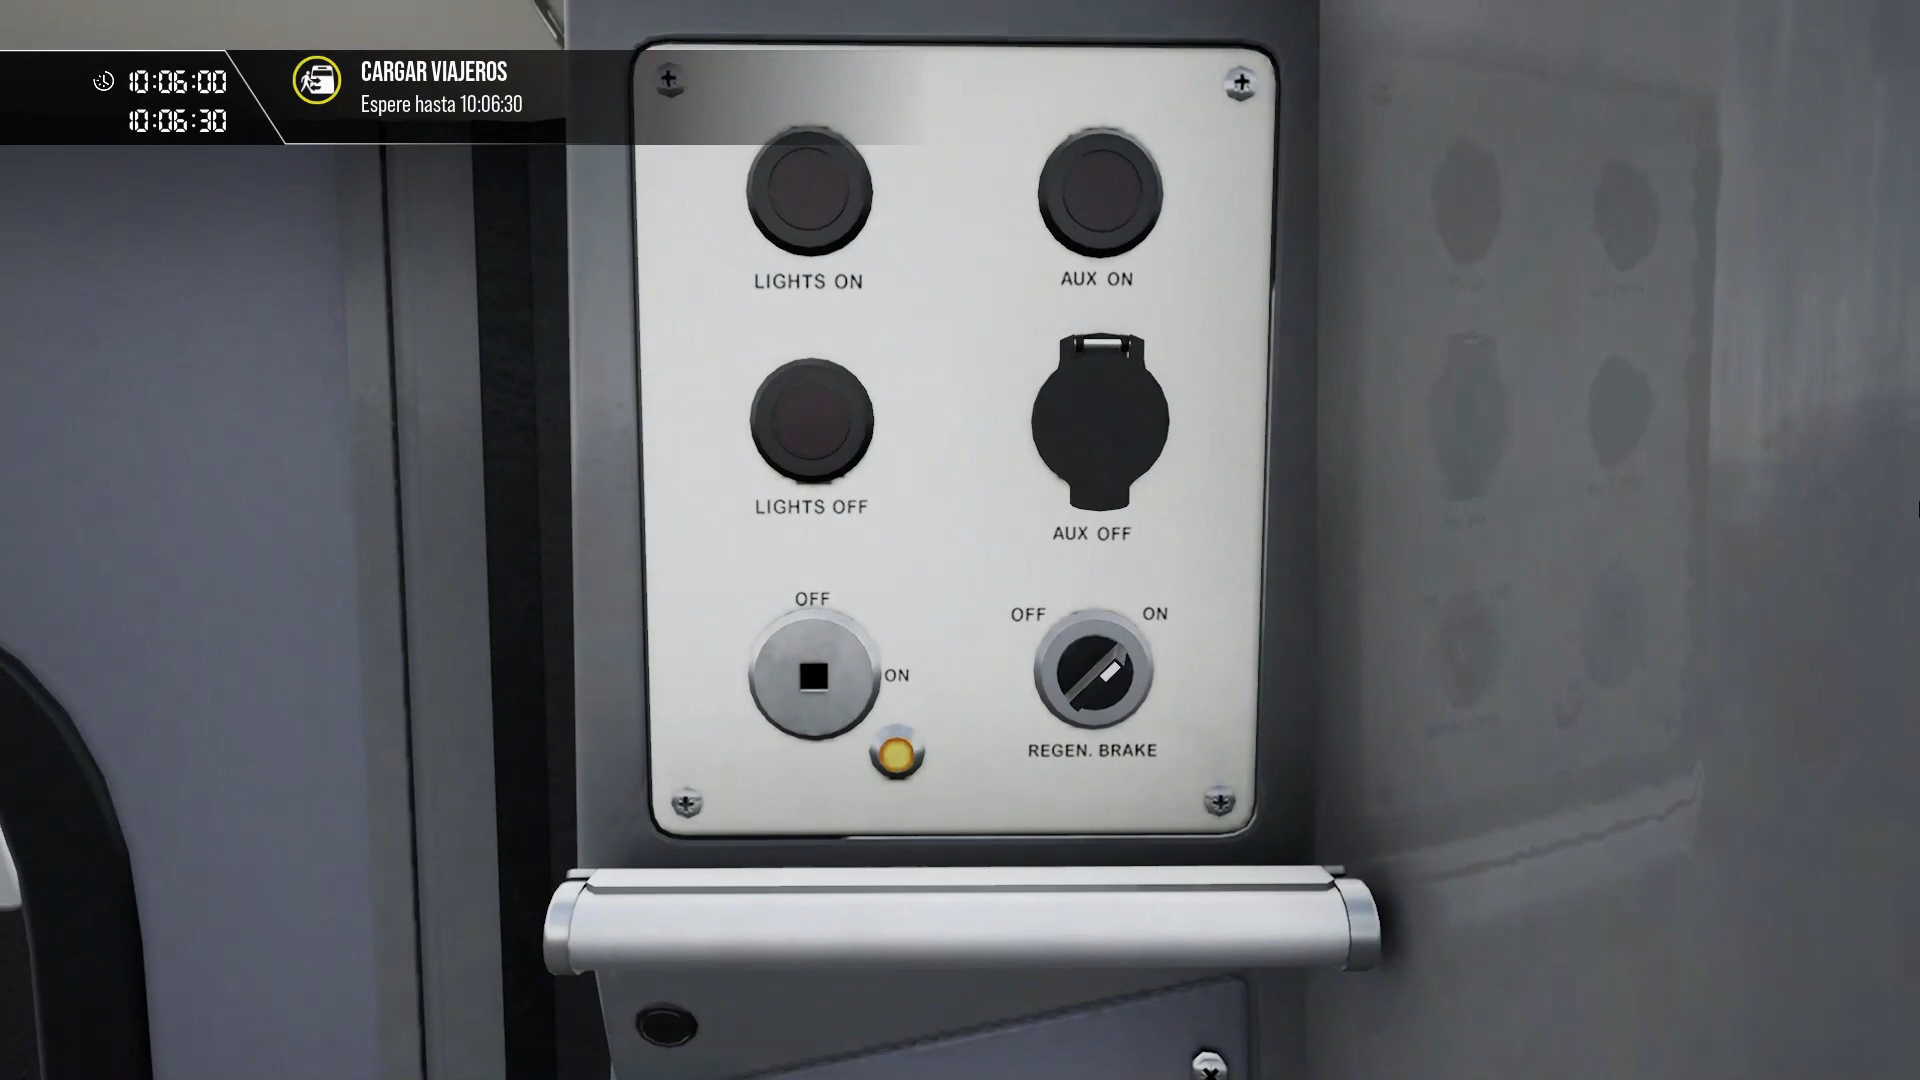 10:06:00
10:06:30
CARGAR VIAJEROS
Espere hasta 10:06:30
LIGHTS ON
AUX ON
LIGHTS OFF
AUX OFF
OFF
ON
OFF
ON
REGEN. BRAKE